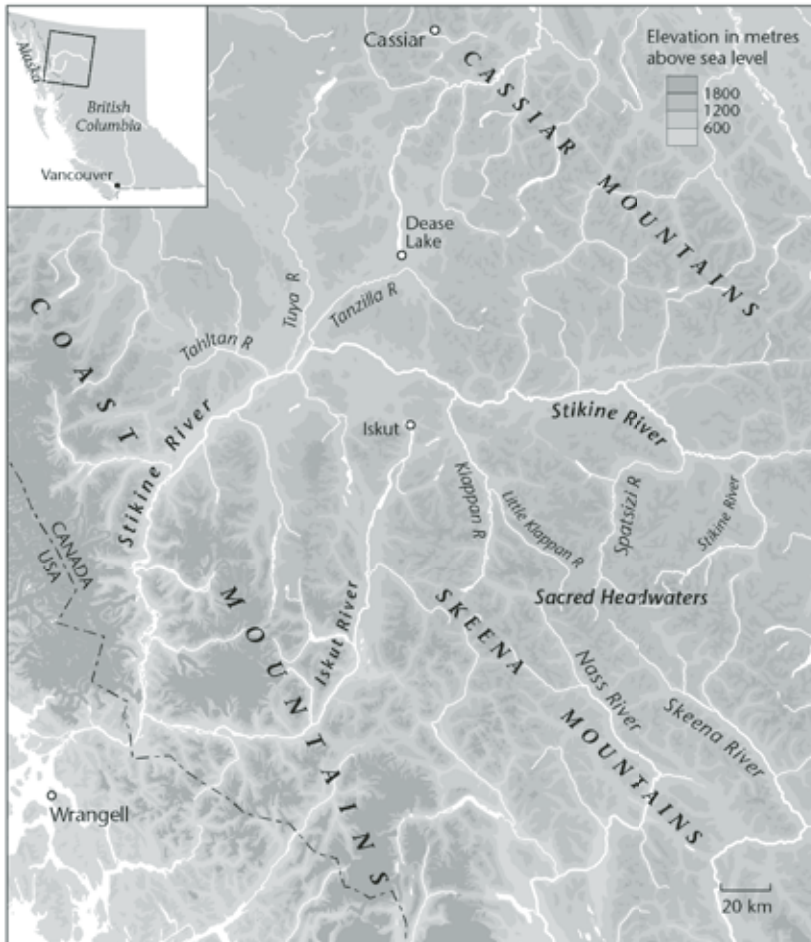 Alaska
British
Columbia
Vancouver
Cassiar
Elevation in metres
above sea level
1800
1200
600
CASSIAR MOUNTAINS
Dease
Lake
Tuya R
Tanzilla R
Tahltan R
COAST MOUNTAINS
Stikine River
Iskut
Stikine River
Klappan R
Little Klappan R
Spatsizi R
Stikine River
CANADA
USA
Sacred Headwaters
Iskut River
SKEENA MOUNTAINS
Nass River
Skeena River
Wrangell
20 km